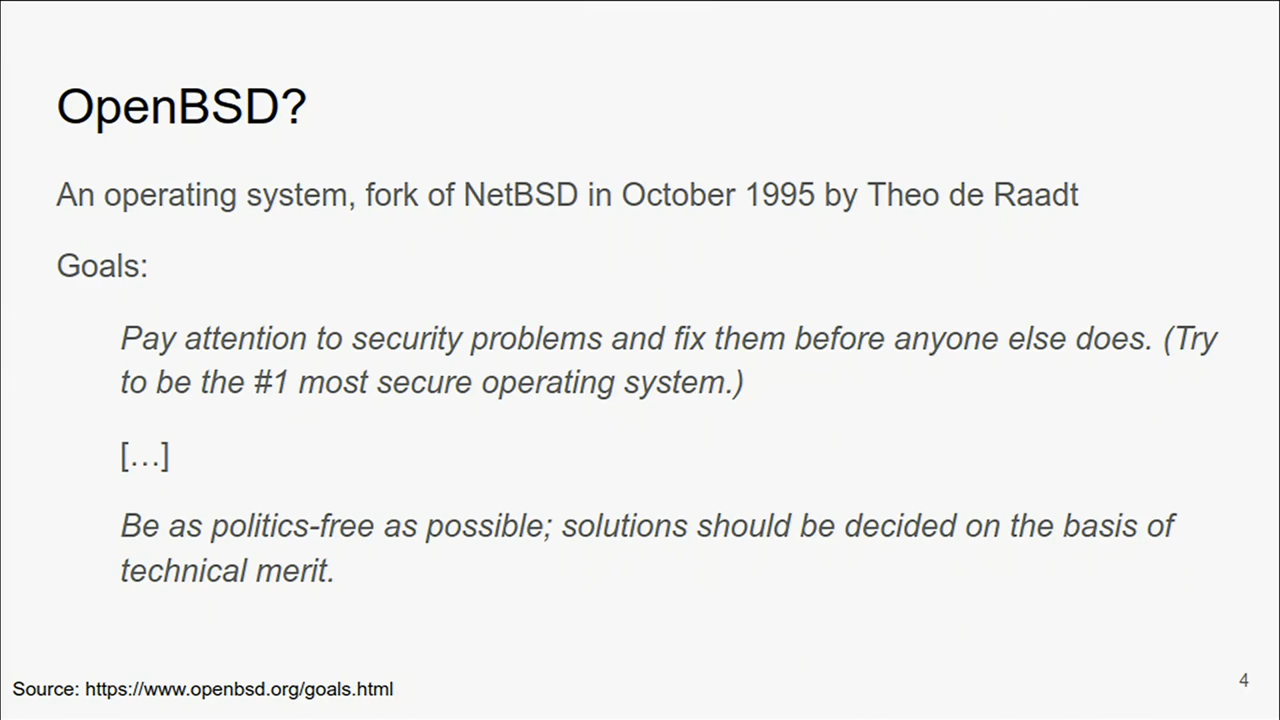 OpenBSD?
An operating system, fork of NetBSD in October 1995 by Theo de Raadt
Goals:
Pay attention to security problems and fix them before anyone else does. (Try
to be the #1 most secure operating system.)
[…]
Be as politics-free as possible; solutions should be decided on the basis of
technical merit.
Source: https://www.openbsd.org/goals.html
4